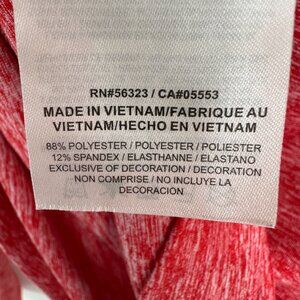 RN#56323 / CA#05553
MADE IN VIETNAM/FABRIQUE AU
VIETNAM/HECHO EN VIETNAM
88% POLYESTER / POLYESTER / POLIESTER
12% SPANDEX / ELASTHANNE / ELASTANO
EXCLUSIVE OF DECORATION / DECORATION
NON COMPRISE / NO INCLUYE LA
DECORACION